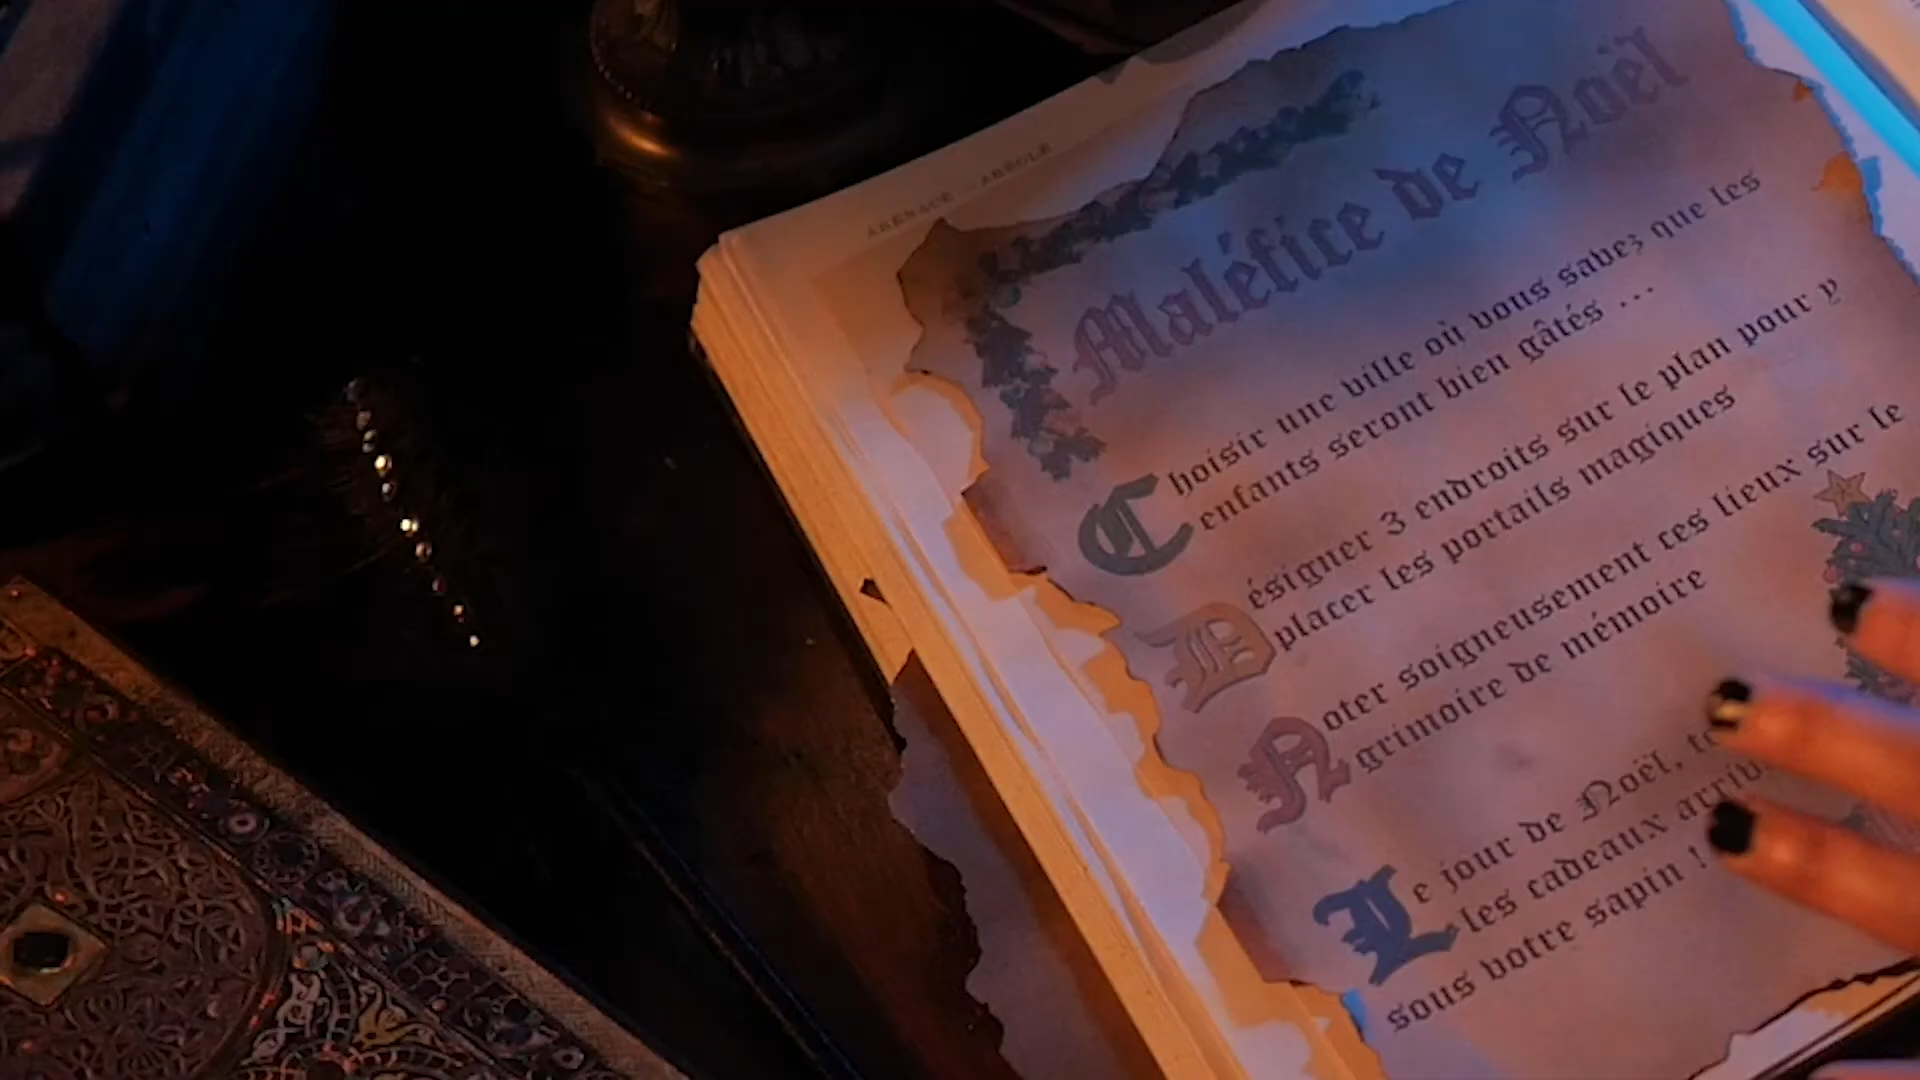 ARÉNACÉ — ARÉOLE
Maléfice de Noël
Choisir une ville où vous savez que les
enfants seront bien gâtés ...
Désigner 3 endroits sur le plan pour y
placer les portails magiques
Noter soigneusement ces lieux sur le
grimoire de mémoire
Le jour de Noël,
les cadeaux
sous votre sapin !